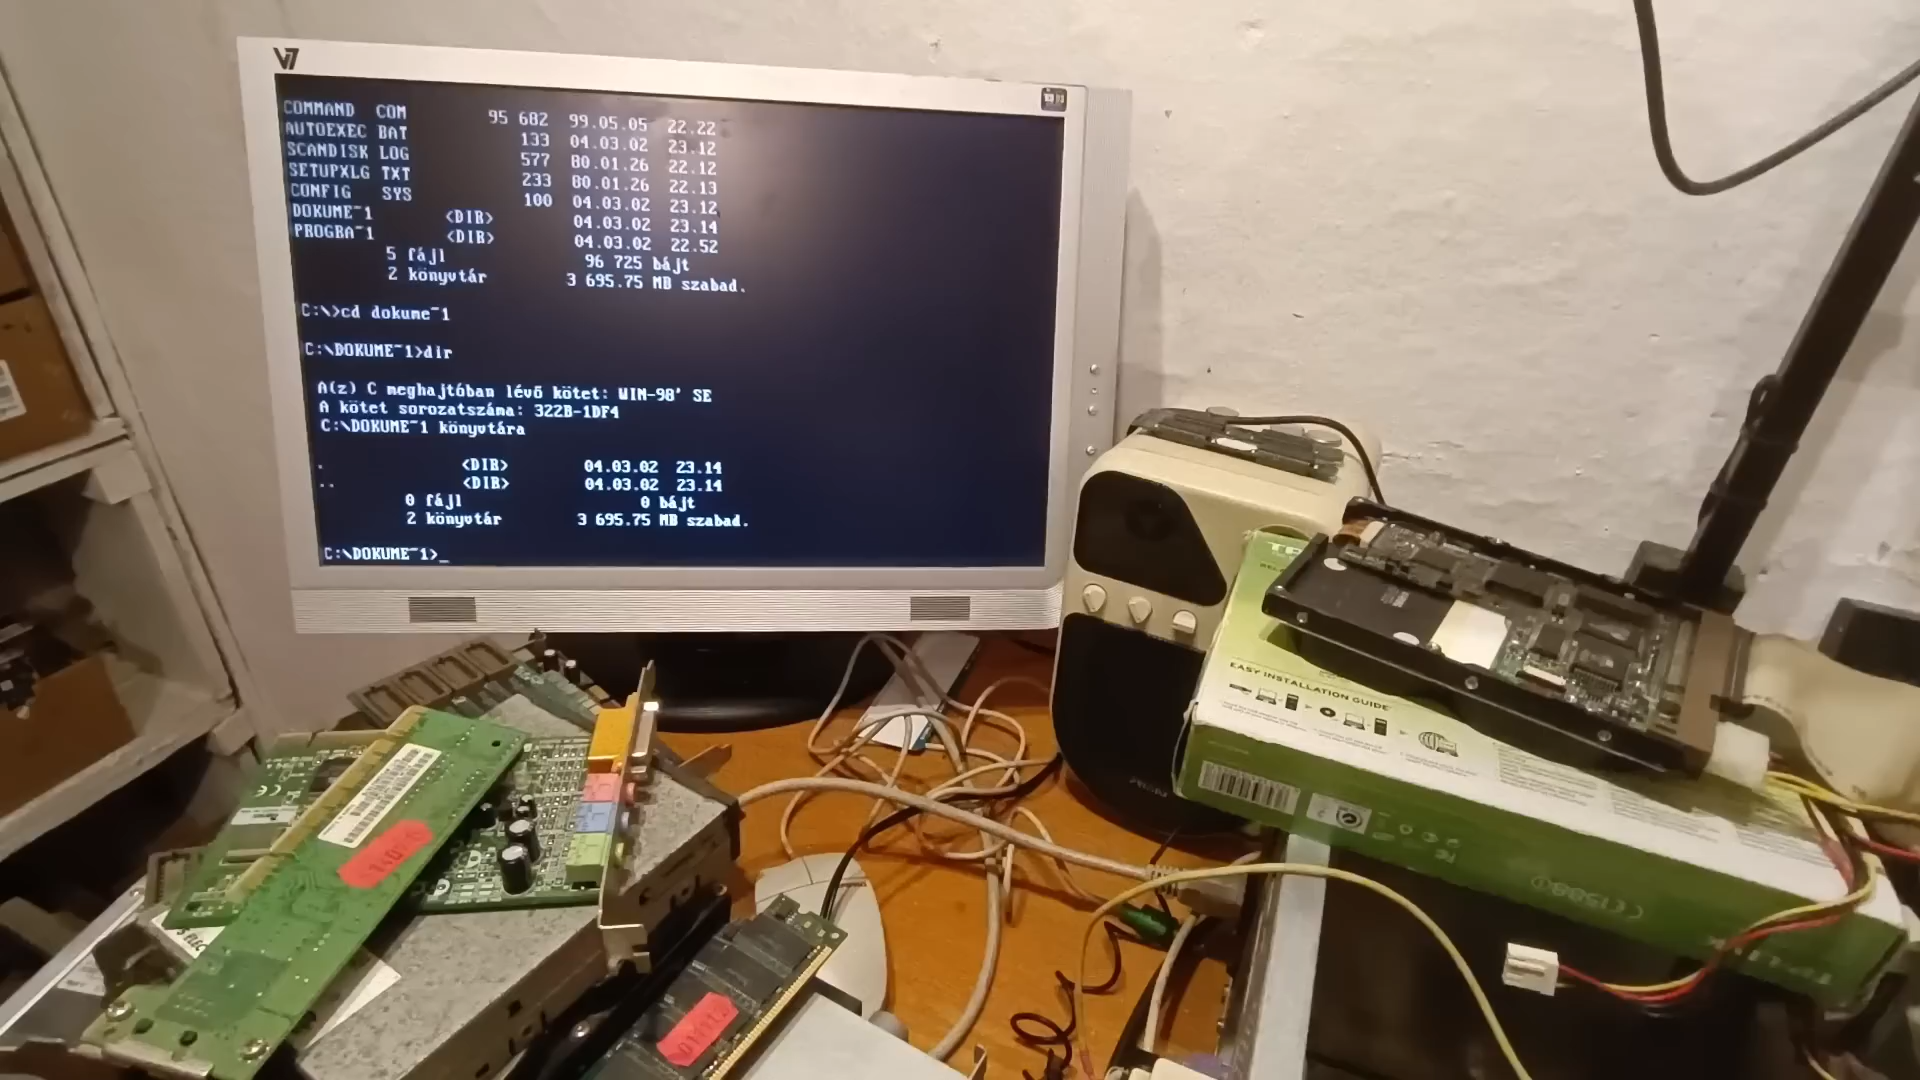 V7
COMMAND  COM  95 682  99.05.05  22.22
AUTOEXEC BAT  133  04.03.02  23.12
SCANDISK LOG  577  80.01.26  22.12
SETUPXLG TXT  233  80.01.26  22.13
CONFIG  SYS  100  04.03.02  23.12
DOKUME~1  <DIR>  04.03.02  23.14
PROGRA~1  <DIR>  04.03.02  22.52
5 fájl  96 725 bájt
2 könyvtár  3 695.75 MB szabad.
C:\>cd dokume~1
C:\DOKUME~1>dir
A(z) C meghajtóban lévő kötet: WIN-98' SE
A kötet sorozatszáma: 322B-1DF4
C:\DOKUME~1 könyvtára
.  <DIR>  04.03.02  23.14
..  <DIR>  04.03.02  23.14
0 fájl  0 bájt
2 könyvtár  3 695.75 MB szabad.
C:\DOKUME~1>_
EASY INSTALLATION GUIDE